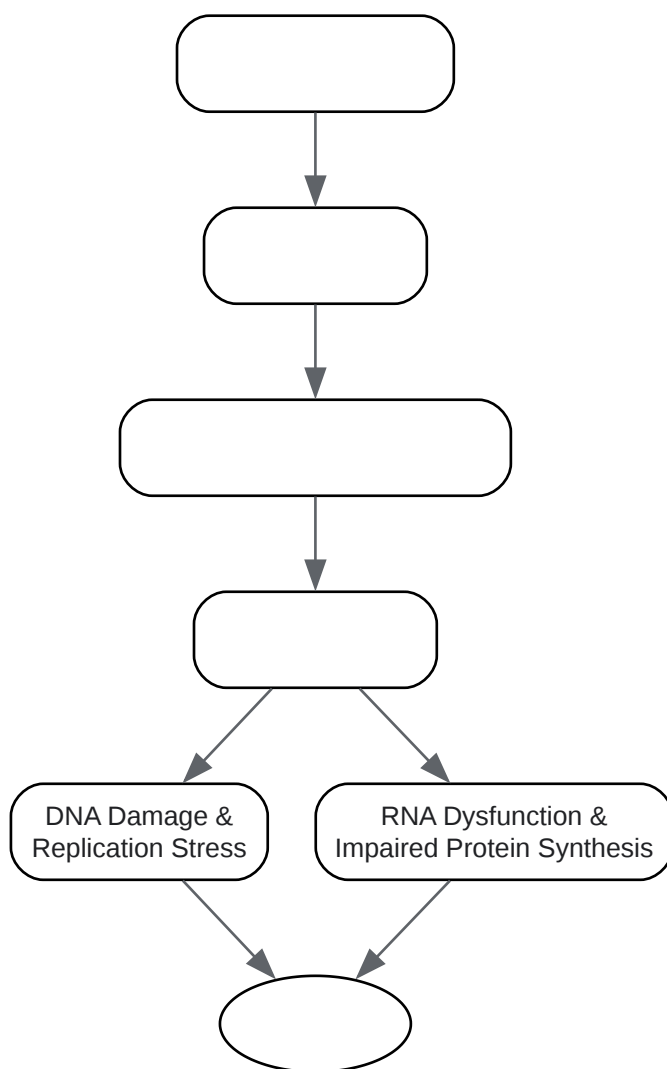 DNA Damage &
Replication Stress
RNA Dysfunction &
Impaired Protein Synthesis